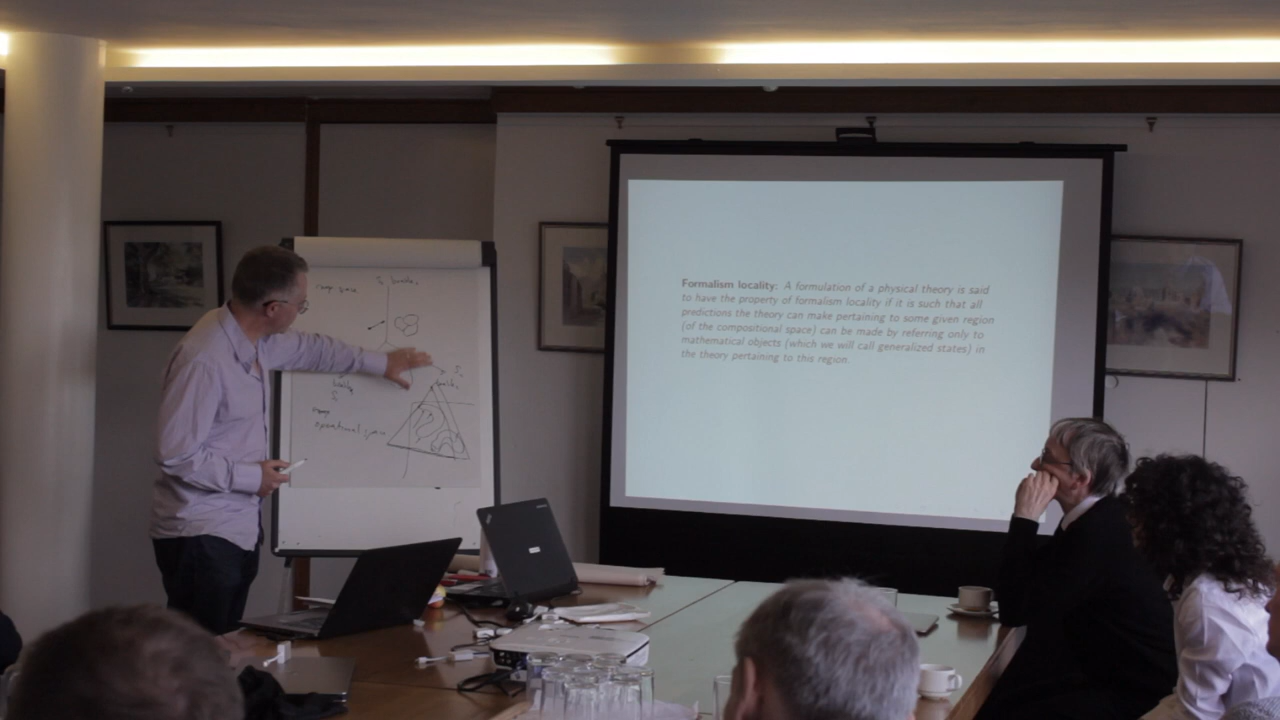 Formalism locality: A formulation of a physical theory is said
to have the property of formalism locality if it is such that all
predictions the theory can make pertaining to some given region
(of the compositional space) can be made by referring only to
mathematical objects (which we will call generalized states) in
the theory pertaining to this region.
space
operational space